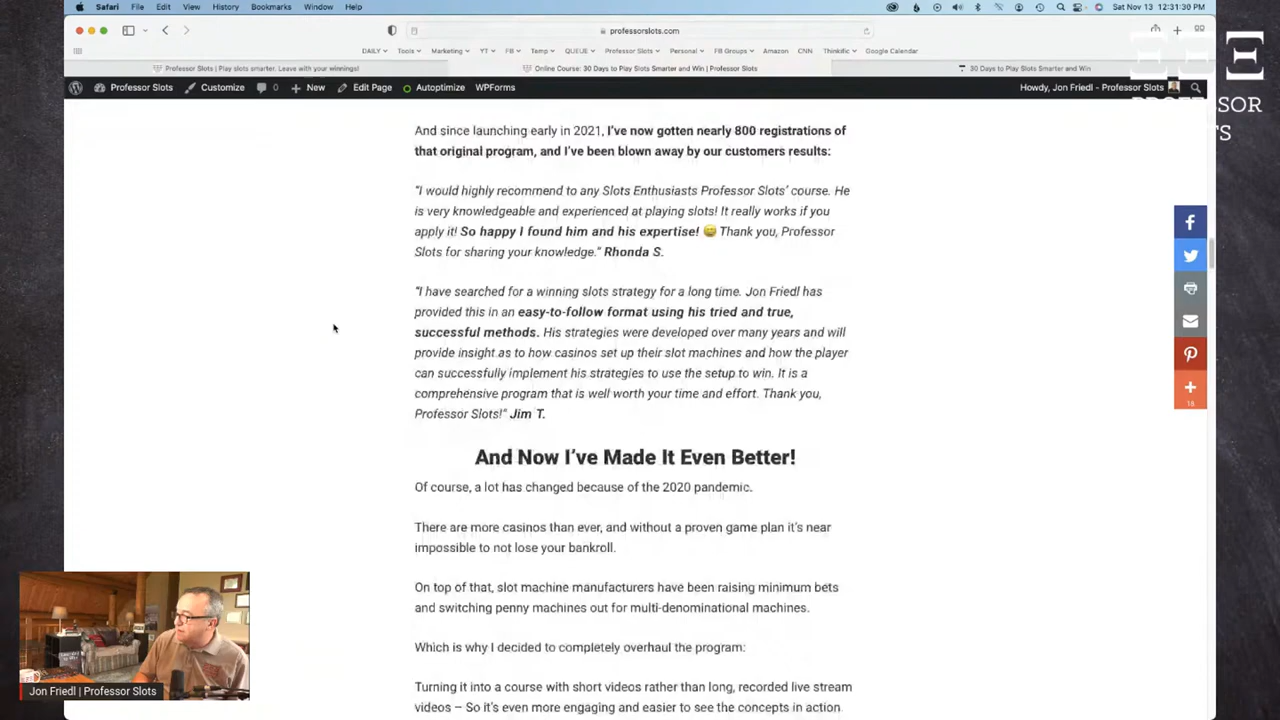 Safari File Edit View History Bookmarks Window Help
Sat Nov 13 12:31:30 PM
professorslots.com
DAILY Tools Marketing YT FB Temp QUEUE Professor Slots Personal FB Groups Amazon CNN Thinkific Google Calendar
Professor Slots | Play slots smarter. Leave with your winnings!
Online Course: 30 Days to Play Slots Smarter and Win | Professor Slots
30 Days to Play Slots Smarter and Win
Professor Slots Customize 0 New Edit Page Autoptimize WPForms
Howdy, Jon Friedl - Professor Slots
And since launching early in 2021, I've now gotten nearly 800 registrations of
that original program, and I've been blown away by our customers results:
“I would highly recommend to any Slots Enthusiasts Professor Slots’ course. He
is very knowledgeable and experienced at playing slots! It really works if you
apply it! So happy I found him and his expertise! 😄 Thank you, Professor
Slots for sharing your knowledge.” Rhonda S.
“I have searched for a winning slots strategy for a long time. Jon Friedl has
provided this in an easy-to-follow format using his tried and true,
successful methods. His strategies were developed over many years and will
provide insight as to how casinos set up their slot machines and how the player
can successfully implement his strategies to use the setup to win. It is a
comprehensive program that is well worth your time and effort. Thank you,
Professor Slots!” Jim T.
And Now I’ve Made It Even Better!
Of course, a lot has changed because of the 2020 pandemic.
There are more casinos than ever, and without a proven game plan it’s near
impossible to not lose your bankroll.
On top of that, slot machine manufacturers have been raising minimum bets
and switching penny machines out for multi-denominational machines.
Which is why I decided to completely overhaul the program:
Turning it into a course with short videos rather than long, recorded live stream
videos – So it’s even more engaging and easier to see the concepts in action.
18
Jon Friedl | Professor Slots